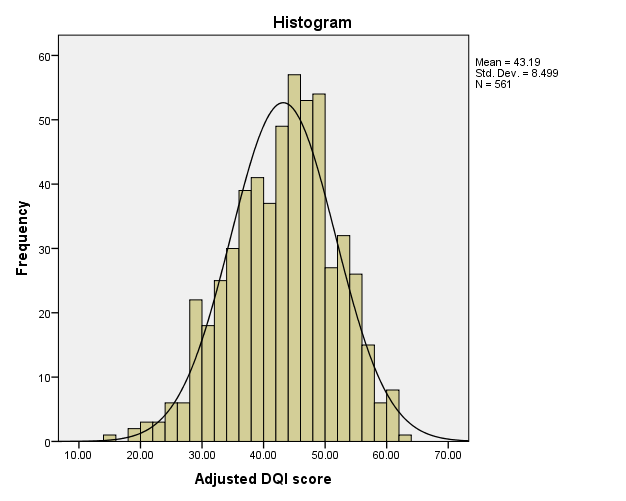 Histogram
Mean = 43.19
Std. Dev. = 8.499
N = 561
Frequency
60
50
40
30
20
10
0
10.00 20.00 30.00 40.00 50.00 60.00 70.00
Adjusted DQI score